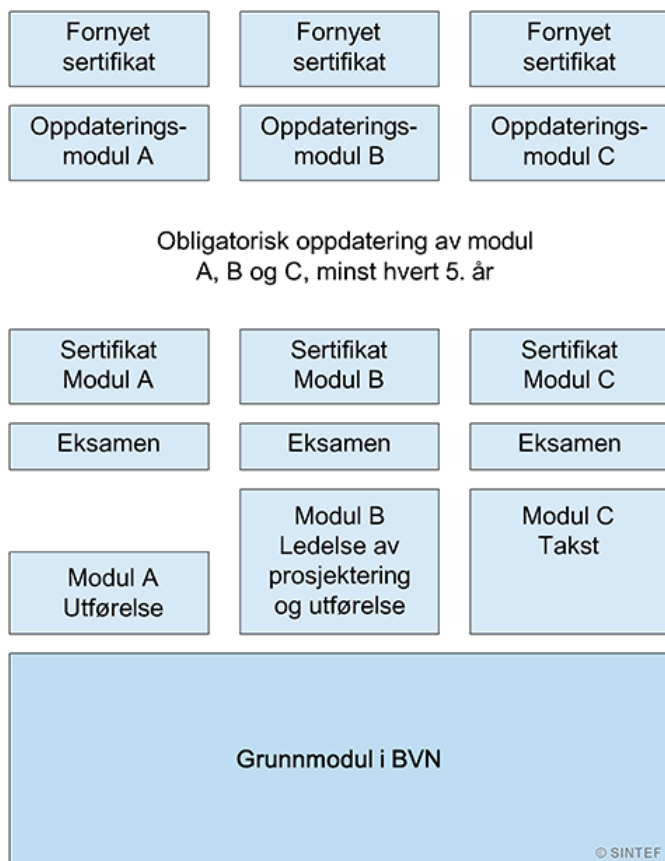 Fornyet
sertifikat
Fornyet
sertifikat
Fornyet
sertifikat
Oppdaterings-
modul A
Oppdaterings-
modul B
Oppdaterings-
modul C
Obligatorisk oppdatering av modul
A, B og C, minst hvert 5. år
Sertifikat
Modul A
Sertifikat
Modul B
Sertifikat
Modul C
Eksamen
Eksamen
Eksamen
Modul A
Utførelse
Modul B
Ledelse av
prosjektering
og utførelse
Modul C
Takst
Grunnmodul i BVN
© SINTEF